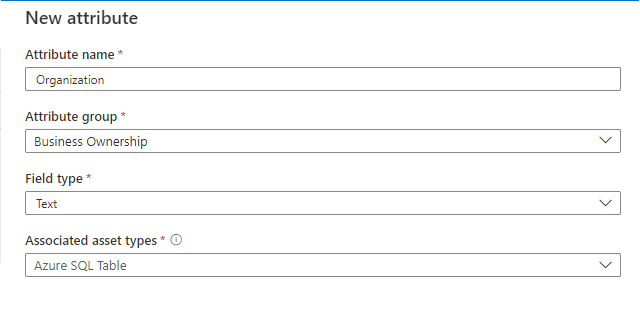 New attribute
Attribute name *
Organization
Attribute group *
Business Ownership
Field type *
Text
Associated asset types *
Azure SQL Table